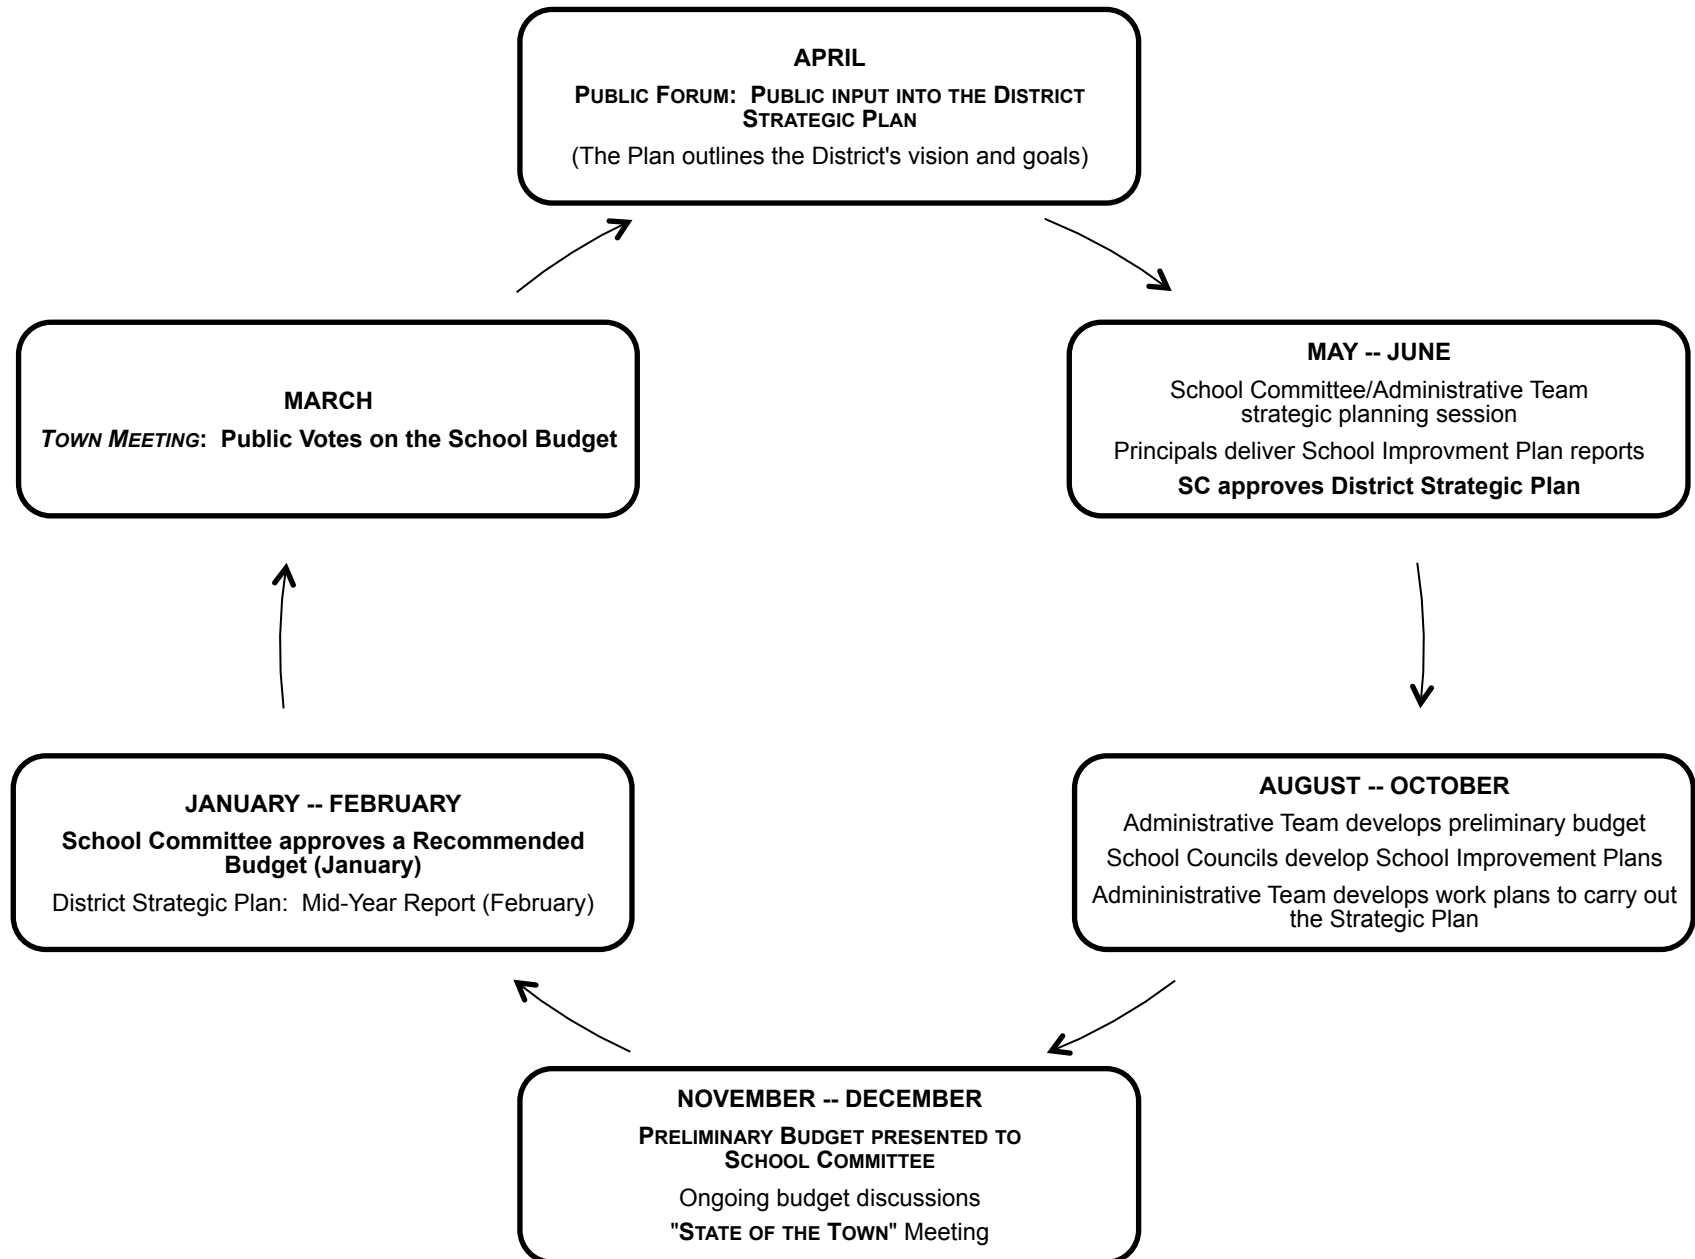 APRIL
PUBLIC FORUM: PUBLIC INPUT INTO THE DISTRICT
STRATEGIC PLAN
(The Plan outlines the District's vision and goals)
MAY -- JUNE
School Committee/Administrative Team
strategic planning session
Principals deliver School Improvment Plan reports
SC approves District Strategic Plan
AUGUST -- OCTOBER
Administrative Team develops preliminary budget
School Councils develop School Improvement Plans
Admininistrative Team develops work plans to carry out
the Strategic Plan
NOVEMBER -- DECEMBER
PRELIMINARY BUDGET PRESENTED TO
SCHOOL COMMITTEE
Ongoing budget discussions
"STATE OF THE TOWN" Meeting
JANUARY -- FEBRUARY
School Committee approves a Recommended
Budget (January)
District Strategic Plan: Mid-Year Report (February)
MARCH
TOWN MEETING: Public Votes on the School Budget